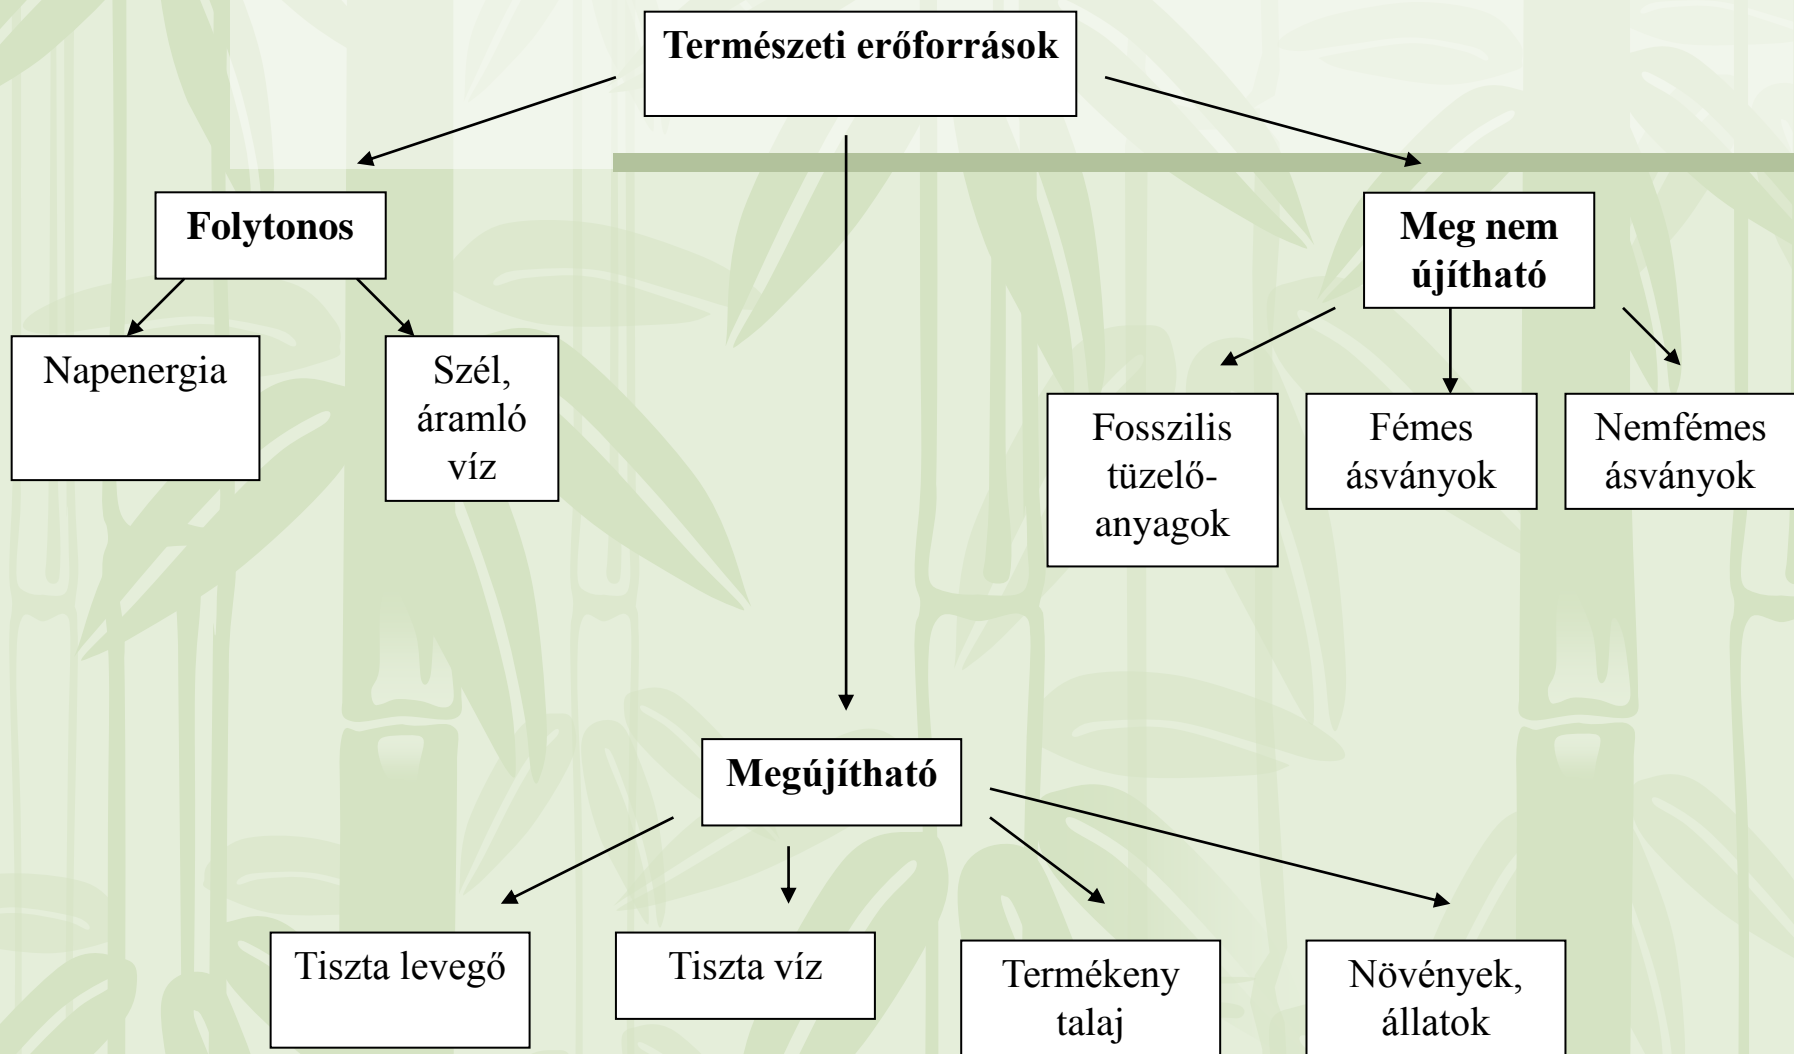 Természeti erőforrások
Folytonos
Meg nem
újítható
Napenergia
Szél,
áramló
víz
Fosszilis
tüzelő-
anyagok
Fémes
ásványok
Nemfémes
ásványok
Megújítható
Tiszta levegő
Tiszta víz
Termékeny
talaj
Növények,
állatok